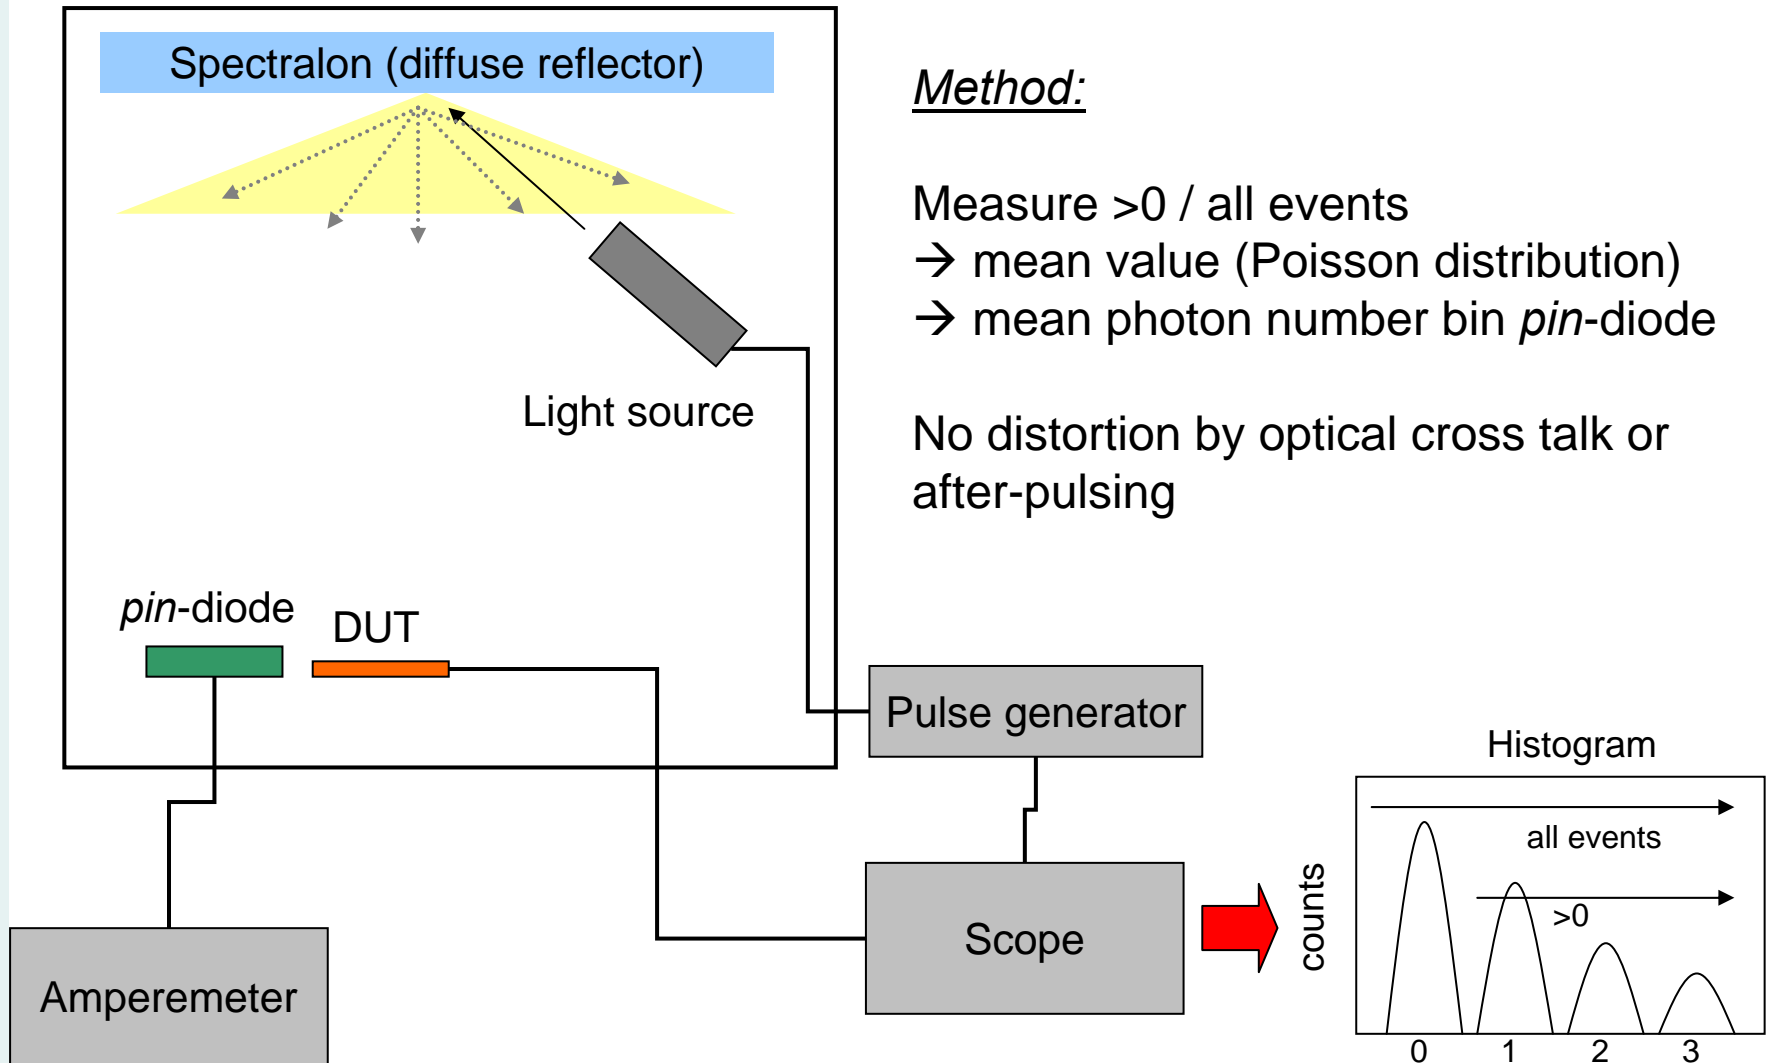 Spectralon (diffuse reflector)
Light source
pin-diode
DUT
Pulse generator
Scope
Amperemeter
Method:
Measure >0 / all events
→ mean value (Poisson distribution)
→ mean photon number bin pin-diode
No distortion by optical cross talk or
after-pulsing
Histogram
all events
>0
counts
0 1 2 3